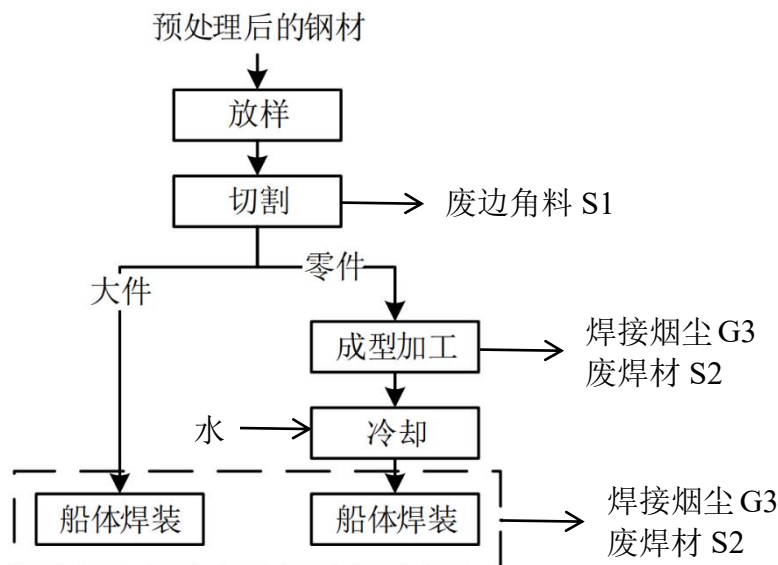 预处理后的钢材
放样
切割
废边角料 S1
大件
零件
成型加工
焊接烟尘 G3
废焊材 S2
水
冷却
船体焊装
船体焊装
焊接烟尘 G3
废焊材 S2